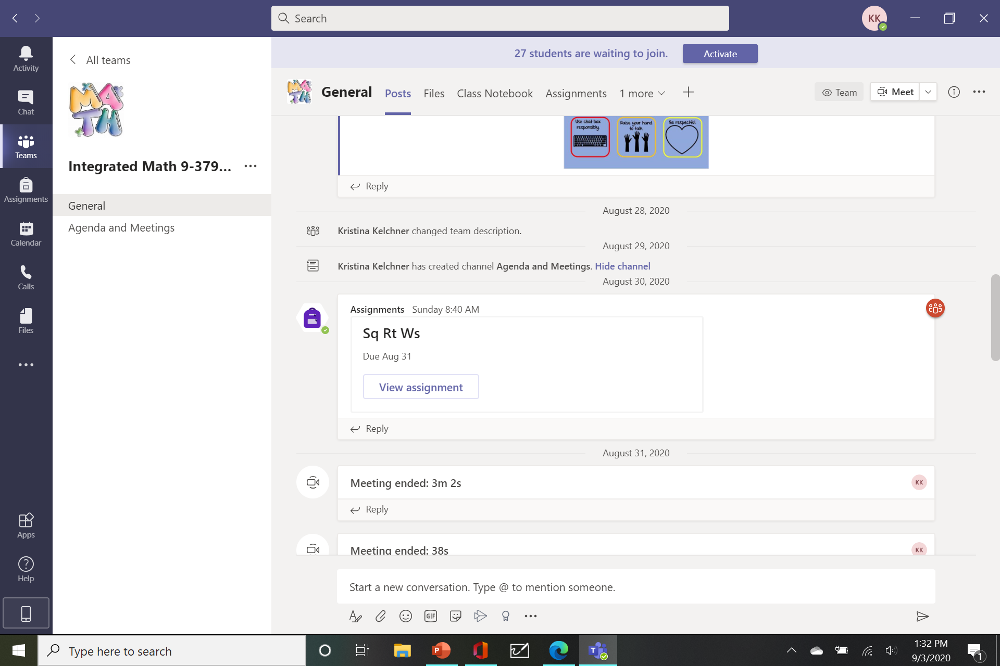 Search
KK
Activity
Chat
Teams
Assignments
Calendar
Calls
Files
Apps
Help
All teams
MATH
Integrated Math 9-379...
General
Agenda and Meetings
27 students are waiting to join.
Activate
MATH
General
Posts
Files
Class Notebook
Assignments
1 more
Team
Meet
Use chat box
responsibly.
Raise your hand
to talk.
Be respectful.
Reply
August 28, 2020
Kristina Kelchner changed team description.
August 29, 2020
Kristina Kelchner has created channel Agenda and Meetings. Hide channel
August 30, 2020
Assignments Sunday 8:40 AM
Sq Rt Ws
Due Aug 31
View assignment
Reply
August 31, 2020
Meeting ended: 3m 2s
KK
Reply
Meeting ended: 38s
KK
Start a new conversation. Type @ to mention someone.
GIF
Type here to search
P
T
1:32 PM
9/3/2020
1